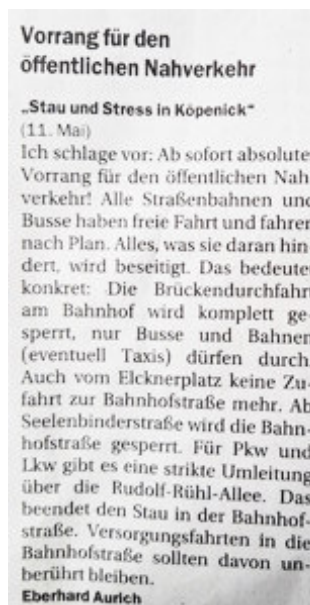 Vorrang für den
öffentlichen Nahverkehr
„Stau und Stress in Köpenick“
(11. Mai)
Ich schlage vor: Ab sofort absolute
Vorrang für den öffentlichen Nah
verkehr! Alle Straßenbahnen und
Busse haben freie Fahrt und fahren
nach Plan. Alles, was sie daran hin
dert, wird beseitigt. Das bedeute
konkret: Die Brückendurchfahrt
am Bahnhof wird komplett ge-
sperrt, nur Busse und Bahnen
(eventuell Taxis) dürfen durch.
Auch vom Elcknerplatz keine Zu-
fahrt zur Bahnhofstraße mehr. Ab
Seelenbinderstraße wird die Bahn-
hofstraße gesperrt. Für Pkw und
Lkw gibt es eine strikte Umleitung
über die Rudolf-Rühl-Allee. Das
beendet den Stau in der Bahnhof-
straße. Versorgungsfahrten in die
Bahnhofstraße sollten davon un-
berührt bleiben.
Eberhard Aurich